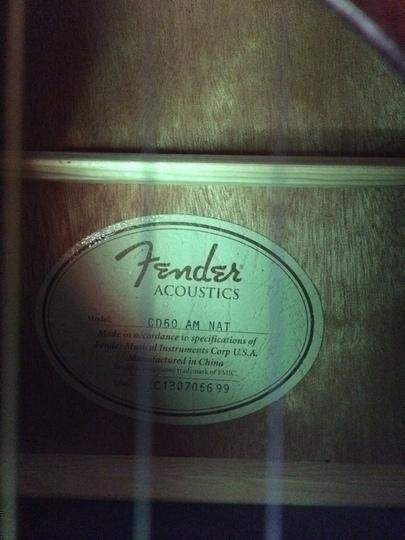 Fender
ACOUSTICS
Model: CD60 AM NAT
Made in accordance to specifications of
Fender Musical Instruments Corp U.S.A.
Manufactured in China
trademark of FMIC.
C130705699